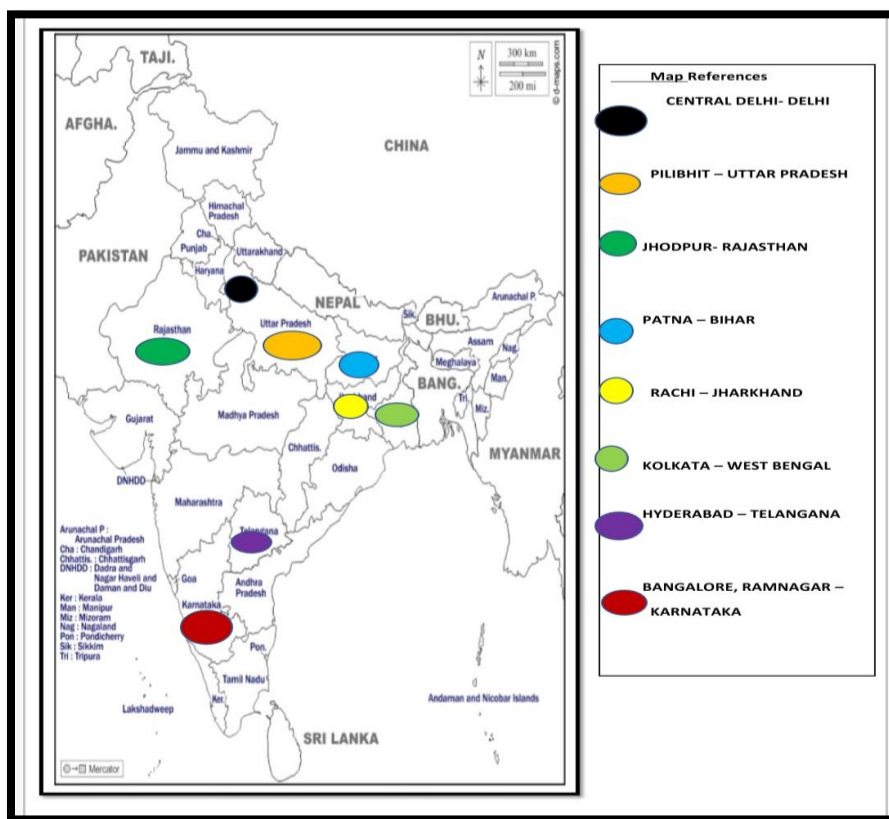 TAJI.
AFGHA.
CHINA
PAKISTAN
NEPAL
BHU.
BANG.
MYANMAR
SRI LANKA
N
300 km
200 mi
© d-maps.com
Jammu and Kashmir
Himachal
Pradesh
Cha.
Punjab
Uttarakhand
Haryana
Rajasthan
Uttar Pradesh
Sik.
Arunachal P.
Assam
Nag.
Meghalaya
Man.
Tri.
Miz.
Gujarat
Madhya Pradesh
Chhattis.
Odisha
DNHDD
Maharashtra
Telangana
Goa
Andhra
Pradesh
Karnataka
Pon.
Tamil Nadu
Ker.
Lakshadweep
Andaman and Nicobar Islands
Arunachal P :
Arunachal Pradesh
Cha : Chandigarh
Chhattis. : Chhattisgarh
DNHDD : Dadra and
Nagar Haveli and
Daman and Diu
Ker : Kerala
Man : Manipur
Miz : Mizoram
Nag : Nagaland
Pon : Pondicherry
Sik : Sikkim
Tri : Tripura
Mercator
Map References
CENTRAL DELHI- DELHI
PILIBHIT – UTTAR PRADESH
JHODPUR- RAJASTHAN
PATNA – BIHAR
RACHI – JHARKHAND
KOLKATA – WEST BENGAL
HYDERABAD – TELANGANA
BANGALORE, RAMNAGAR –
KARNATAKA